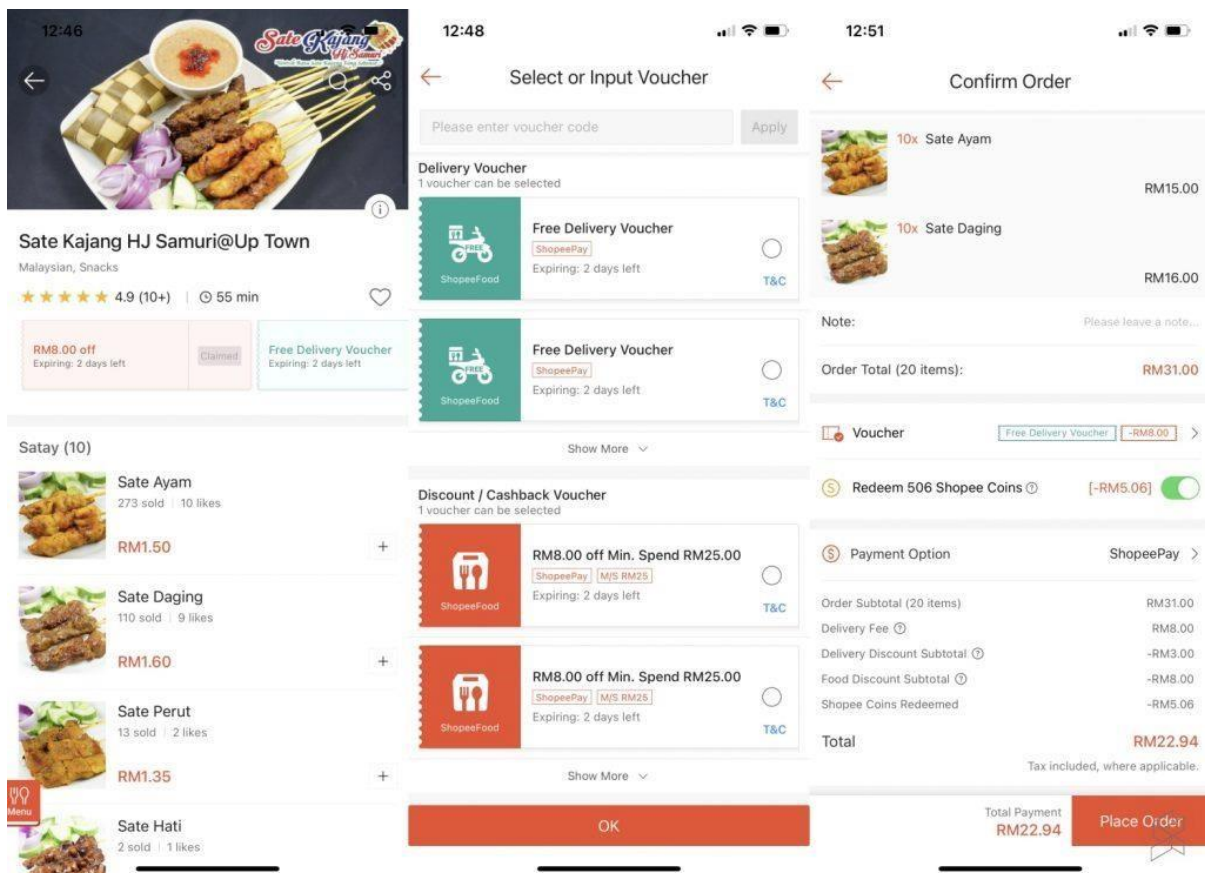 12:46
Sate Kajang
Hj Samuri
Sate Kajang HJ Samuri@Up Town
Malaysian, Snacks
4.9 (10+) | 55 min
RM8.00 off
Expiring: 2 days left
Claimed
Free Delivery Voucher
Expiring: 2 days left
Satay (10)
Sate Ayam
273 sold | 10 likes
RM1.50
+
Sate Daging
110 sold | 9 likes
RM1.60
+
Sate Perut
13 sold | 2 likes
RM1.35
+
Menu
Sate Hati
2 sold | 1 likes
12:48
Select or Input Voucher
Please enter voucher code
Apply
Delivery Voucher
1 voucher can be selected
FREE
ShopeeFood
Free Delivery Voucher
ShopeePay
Expiring: 2 days left
T&C
FREE
ShopeeFood
Free Delivery Voucher
ShopeePay
Expiring: 2 days left
T&C
Show More
Discount / Cashback Voucher
1 voucher can be selected
ShopeeFood
RM8.00 off Min. Spend RM25.00
ShopeePay M/S RM25
Expiring: 2 days left
T&C
ShopeeFood
RM8.00 off Min. Spend RM25.00
ShopeePay M/S RM25
Expiring: 2 days left
T&C
Show More
OK
12:51
Confirm Order
10x Sate Ayam
RM15.00
10x Sate Daging
RM16.00
Note: Please leave a note...
Order Total (20 items): RM31.00
Voucher Free Delivery Voucher -RM8.00
Redeem 506 Shopee Coins [-RM5.06]
Payment Option ShopeePay
Order Subtotal (20 items) RM31.00
Delivery Fee RM8.00
Delivery Discount Subtotal -RM3.00
Food Discount Subtotal -RM8.00
Shopee Coins Redeemed -RM5.06
Total RM22.94
Tax included, where applicable.
Total Payment
RM22.94
Place Order